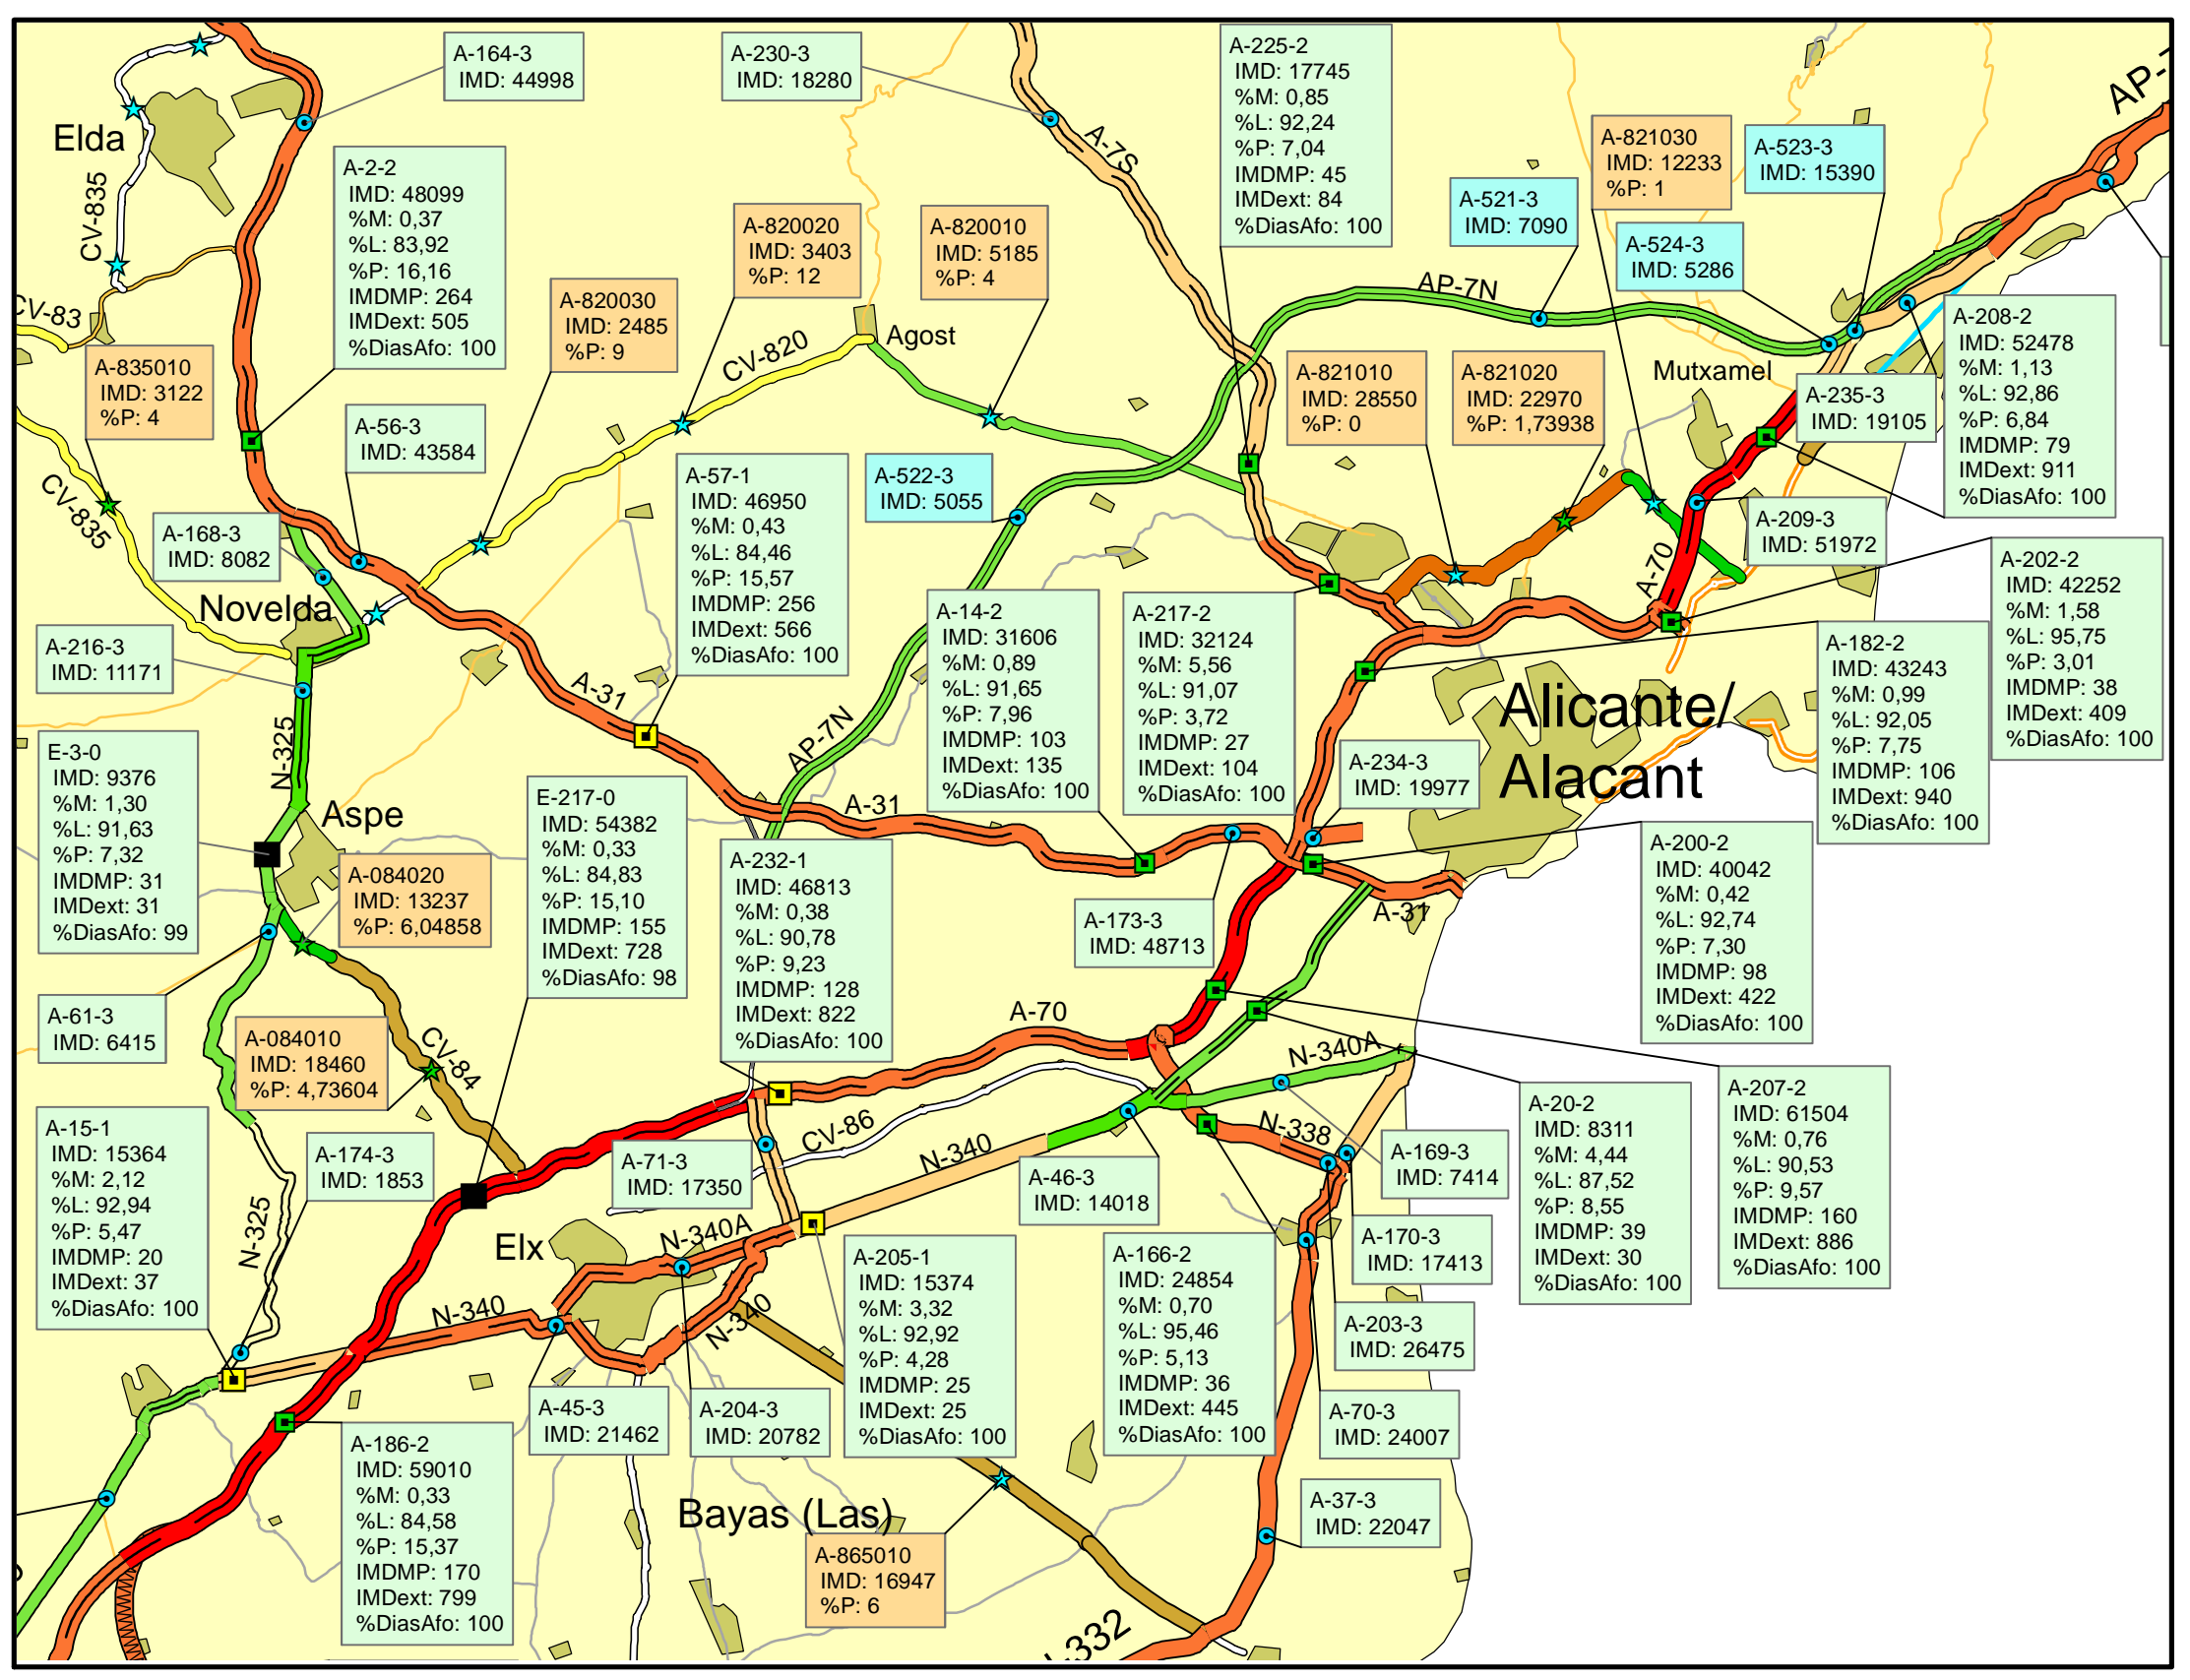 A-164-3
IMD: 44998
A-230-3
IMD: 18280
A-225-2
IMD: 17745
%M: 0,85
%L: 92,24
%P: 7,04
IMDMP: 45
IMDext: 84
%DiasAfo: 100
A-821030
IMD: 12233
%P: 1
A-523-3
IMD: 15390
Elda
CV-835
A-7S
A-2-2
IMD: 48099
%M: 0,37
%L: 83,92
%P: 16,16
IMDMP: 264
IMDext: 505
%DiasAfo: 100
A-820020
IMD: 3403
%P: 12
A-820010
IMD: 5185
%P: 4
A-521-3
IMD: 7090
A-524-3
IMD: 5286
A-820030
IMD: 2485
%P: 9
AP-7N
CV-83
CV-820
Agost
A-835010
IMD: 3122
%P: 4
A-208-2
IMD: 52478
%M: 1,13
%L: 92,86
%P: 6,84
IMDMP: 79
IMDext: 911
%DiasAfo: 100
A-821010
IMD: 28550
%P: 0
A-821020
IMD: 22970
%P: 1,73938
Mutxamel
A-235-3
IMD: 19105
A-56-3
IMD: 43584
A-57-1
IMD: 46950
%M: 0,43
%L: 84,46
%P: 15,57
IMDMP: 256
IMDext: 566
%DiasAfo: 100
A-522-3
IMD: 5055
CV-835
A-168-3
IMD: 8082
A-209-3
IMD: 51972
A-70
A-202-2
IMD: 42252
%M: 1,58
%L: 95,75
%P: 3,01
IMDMP: 38
IMDext: 409
%DiasAfo: 100
Novelda
A-14-2
IMD: 31606
%M: 0,89
%L: 91,65
%P: 7,96
IMDMP: 103
IMDext: 135
%DiasAfo: 100
A-217-2
IMD: 32124
%M: 5,56
%L: 91,07
%P: 3,72
IMDMP: 27
IMDext: 104
%DiasAfo: 100
A-216-3
IMD: 11171
A-182-2
IMD: 43243
%M: 0,99
%L: 92,05
%P: 7,75
IMDMP: 106
IMDext: 940
%DiasAfo: 100
A-31
Alicante/
Alacant
N-325
AP-7N
E-3-0
IMD: 9376
%M: 1,30
%L: 91,63
%P: 7,32
IMDMP: 31
IMDext: 31
%DiasAfo: 99
A-234-3
IMD: 19977
E-217-0
IMD: 54382
%M: 0,33
%L: 84,83
%P: 15,10
IMDMP: 155
IMDext: 728
%DiasAfo: 98
A-31
Aspe
A-200-2
IMD: 40042
%M: 0,42
%L: 92,74
%P: 7,30
IMDMP: 98
IMDext: 422
%DiasAfo: 100
A-232-1
IMD: 46813
%M: 0,38
%L: 90,78
%P: 9,23
IMDMP: 128
IMDext: 822
%DiasAfo: 100
A-084020
IMD: 13237
%P: 6,04858
A-173-3
IMD: 48713
A-31
A-61-3
IMD: 6415
A-70
A-084010
IMD: 18460
%P: 4,73604
CV-84
N-340A
A-207-2
IMD: 61504
%M: 0,76
%L: 90,53
%P: 9,57
IMDMP: 160
IMDext: 886
%DiasAfo: 100
A-20-2
IMD: 8311
%M: 4,44
%L: 87,52
%P: 8,55
IMDMP: 39
IMDext: 30
%DiasAfo: 100
A-15-1
IMD: 15364
%M: 2,12
%L: 92,94
%P: 5,47
IMDMP: 20
IMDext: 37
%DiasAfo: 100
A-174-3
IMD: 1853
A-71-3
IMD: 17350
CV-86
N-340
N-338
A-169-3
IMD: 7414
A-46-3
IMD: 14018
N-325
Elx
N-340A
A-205-1
IMD: 15374
%M: 3,32
%L: 92,92
%P: 4,28
IMDMP: 25
IMDext: 25
%DiasAfo: 100
A-166-2
IMD: 24854
%M: 0,70
%L: 95,46
%P: 5,13
IMDMP: 36
IMDext: 445
%DiasAfo: 100
A-170-3
IMD: 17413
N-340
N-340
A-203-3
IMD: 26475
A-45-3
IMD: 21462
A-204-3
IMD: 20782
A-70-3
IMD: 24007
A-186-2
IMD: 59010
%M: 0,33
%L: 84,58
%P: 15,37
IMDMP: 170
IMDext: 799
%DiasAfo: 100
Bayas (Las)
A-37-3
IMD: 22047
A-865010
IMD: 16947
%P: 6
-332